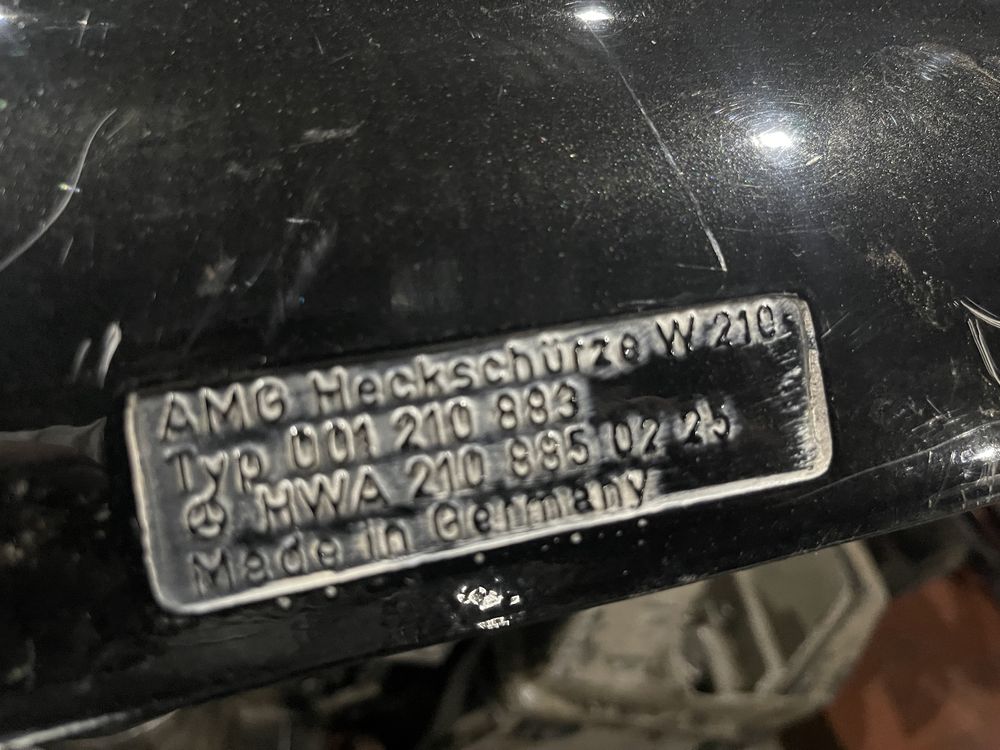 AMG Heckschürze W 210
Typ 001 210 883
HWA 210 885 02 25
Made in Germany